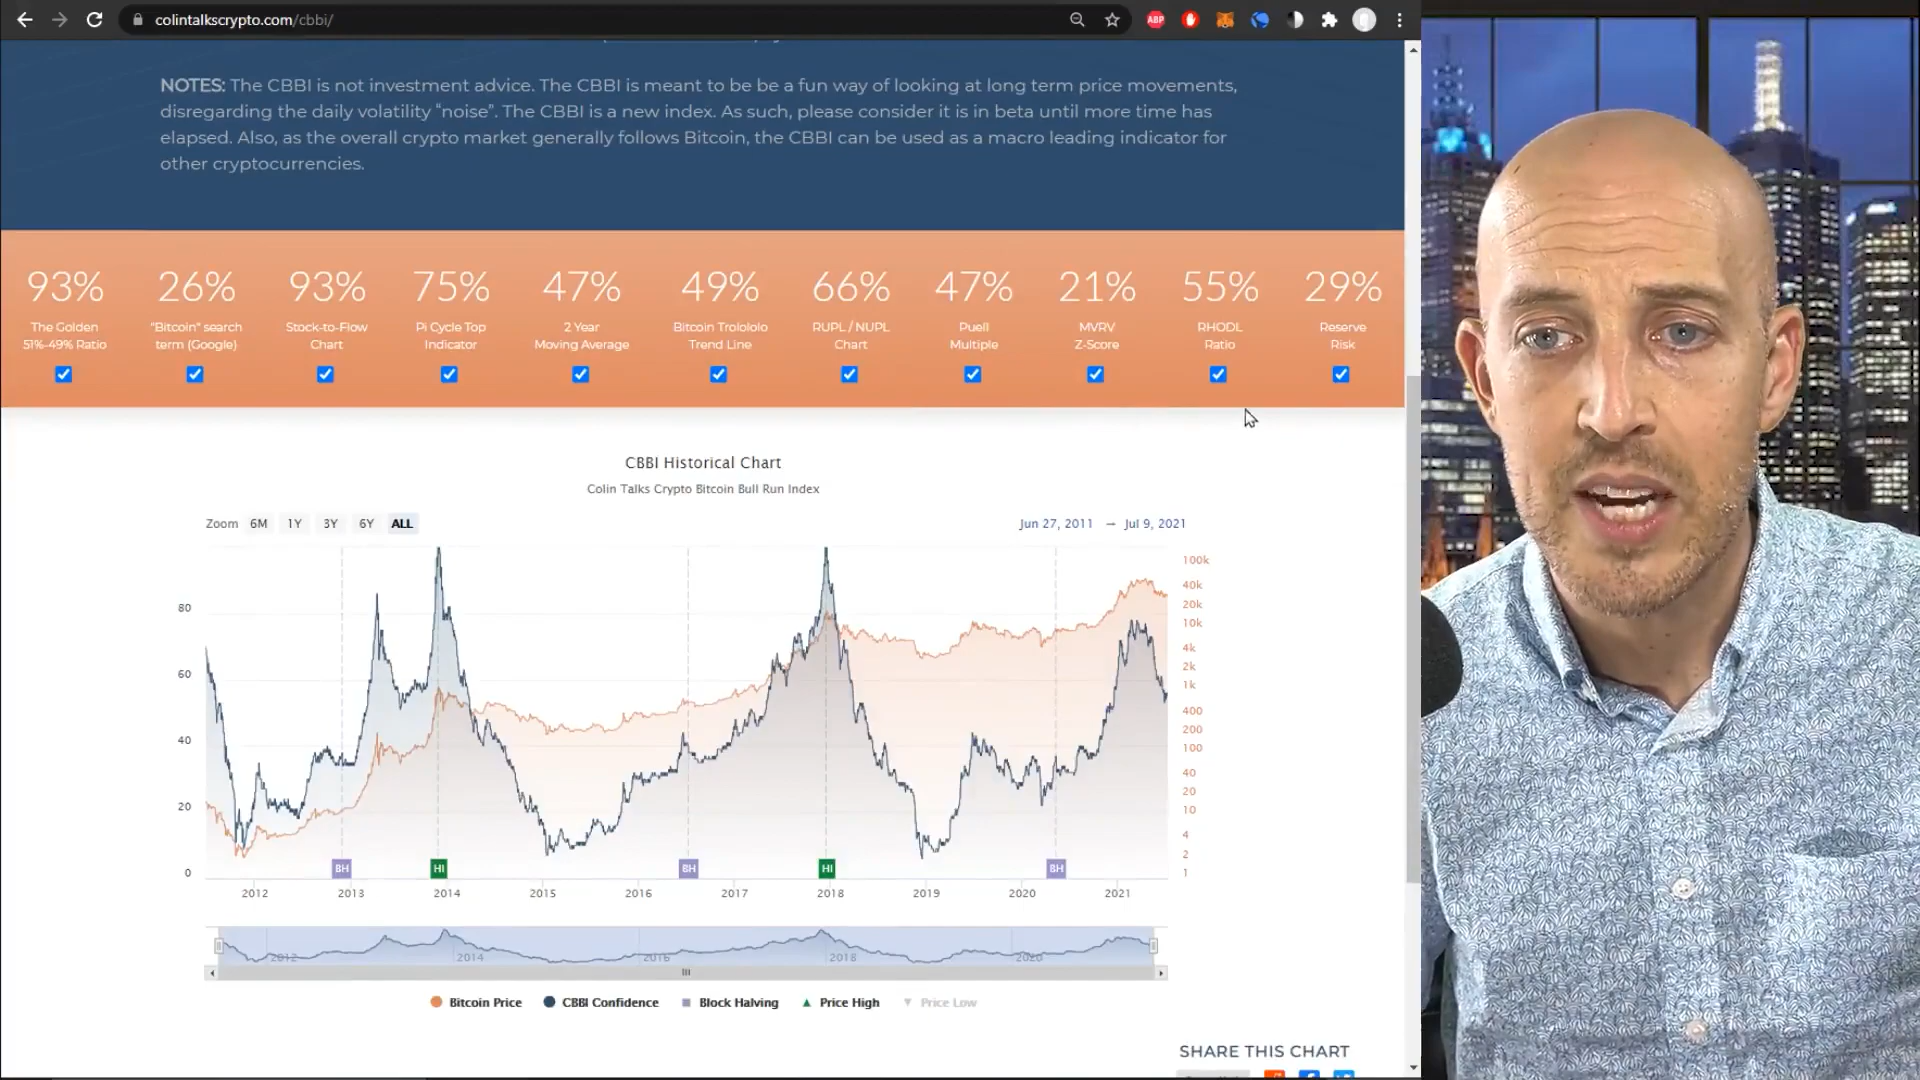 colintalkscrypto.com/cbbi/
ABP
NOTES: The CBBI is not investment advice. The CBBI is meant to be be a fun way of looking at long term price movements,
disregarding the daily volatility “noise”. The CBBI is a new index. As such, please consider it is in beta until more time has
elapsed. Also, as the overall crypto market generally follows Bitcoin, the CBBI can be used as a macro leading indicator for
other cryptocurrencies.
93% 26% 93% 75% 47% 49% 66% 47% 21% 55% 29%
The Golden "Bitcoin" search Stock-to-Flow Pi Cycle Top 2 Year Bitcoin Trolololo RUPL / NUPL Puell MVRV RHODL Reserve
51%-49% Ratio term (Google) Chart Indicator Moving Average Trend Line Chart Multiple Z-Score Ratio Risk
CBBI Historical Chart
Colin Talks Crypto Bitcoin Bull Run Index
Zoom 6M 1Y 3Y 6Y ALL Jun 27, 2011 → Jul 9, 2021
100k
40k
80 20k
10k
4k
60 2k
1k
400
40 200
100
40
20 20
10
4
2
BH HI BH HI BH
0 1
2012 2013 2014 2015 2016 2017 2018 2019 2020 2021
2012 2014 2016 2018 2020
Bitcoin Price CBBI Confidence Block Halving Price High Price Low
SHARE THIS CHART